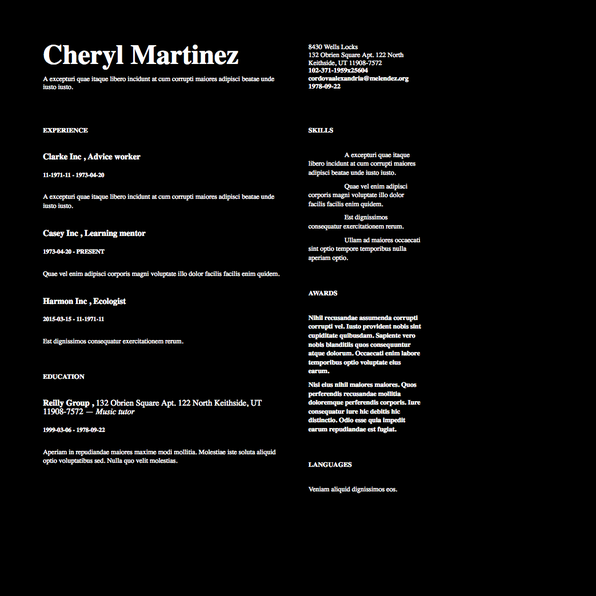 Cheryl Martinez
A excepturi quae itaque libero incidunt at cum corrupti maiores adipisci beatae unde
iusto iusto.
8430 Wells Locks
132 Obrien Square Apt. 122 North
Keithside, UT 11908-7572
102-371-1959x25604
cordovaalexandria@melendez.org
1978-09-22
EXPERIENCE
Clarke Inc , Advice worker
11-1971-11 - 1973-04-20
A excepturi quae itaque libero incidunt at cum corrupti maiores adipisci beatae unde
iusto iusto.
Casey Inc , Learning mentor
1973-04-20 - PRESENT
Quae vel enim adipisci corporis magni voluptate illo dolor facilis facilis enim quidem.
Harmon Inc , Ecologist
2015-03-15 - 11-1971-11
Est dignissimos consequatur exercitationem rerum.
EDUCATION
Reilly Group , 132 Obrien Square Apt. 122 North Keithside, UT
11908-7572 — Music tutor
1999-03-06 - 1978-09-22
Aperiam in repudiandae maiores maxime modi mollitia. Molestiae iste soluta aliquid
optio voluptatibus sed. Nulla quo velit molestias.
SKILLS
A excepturi quae itaque
libero incidunt at cum corrupti maiores
adipisci beatae unde iusto iusto.
Quae vel enim adipisci
corporis magni voluptate illo dolor
facilis facilis enim quidem.
Est dignissimos
consequatur exercitationem rerum.
Ullam ad maiores occaecati
sint optio tempore temporibus nulla
aperiam optio.
AWARDS
Nihil recusandae assumenda corrupti
corrupti vel. Iusto provident nobis sint
cupiditate quibusdam. Sapiente vero
nobis blanditiis quos consequuntur
atque dolorum. Occaecati enim labore
temporibus optio voluptate eius
earum.
Nisi eius nihil maiores maiores. Quos
perferendis recusandae mollitia
doloremque perferendis corporis. Iure
consequatur iure hic debitis hic
distinctio. Odio esse quia impedit
earum repudiandae est fugiat.
LANGUAGES
Veniam aliquid dignissimos eos.